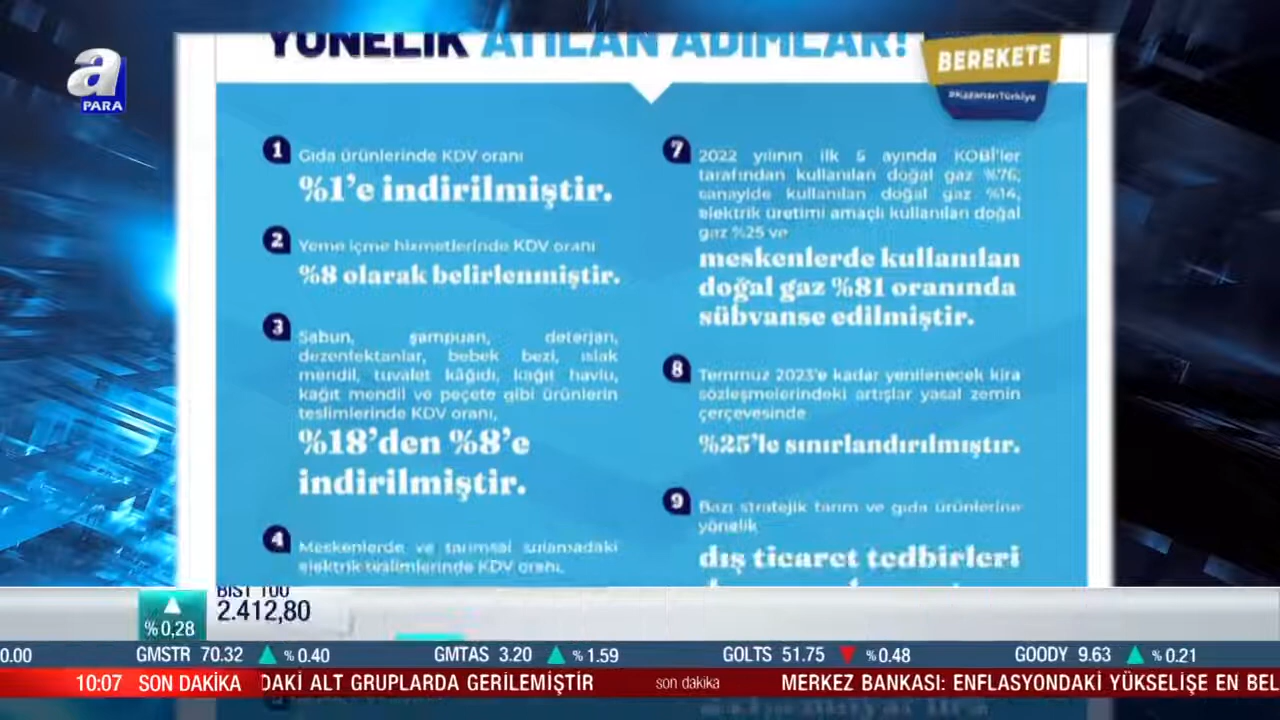 YÖNELİK ATILAN ADIMLAR!
BEREKETE
#KazananTürkiye
a
PARA
1
Gıda ürünlerinde KDV oranı
%1'e indirilmiştir.
2
Yeme içme hizmetlerinde KDV oranı
%8 olarak belirlenmiştir.
3
Sabun, şampuan, deterjan,
dezenfektanlar, bebek bezi, ıslak
mendil, tuvalet kâğıdı, kağıt havlu,
kağıt mendil ve peçete gibi ürünlerin
teslimlerinde KDV oranı,
%18'den %8'e
indirilmiştir.
4
Meskenlerde ve tarımsal sulamadaki
elektrik teslimlerinde KDV oranı,
7
2022 yılının ilk 5 ayında KOBİ'ler
tarafından kullanılan doğal gaz %76,
sanayide kullanılan doğal gaz %14,
elektrik üretimi amaçlı kullanılan doğal
gaz %25 ve
meskenlerde kullanılan
doğal gaz %81 oranında
sübvanse edilmiştir.
8
Temmuz 2023'e kadar yenilenecek kira
sözleşmelerindeki artışlar yasal zemin
çerçevesinde
%25'le sınırlandırılmıştır.
9
Bazı stratejik tarım ve gıda ürünlerine
yönelik
dış ticaret tedbirleri
BIST 100
%0,28 2.412,80
0.00 GMSTR 70.32 %0.40 GMTAS 3.20 %1.59 GOLTS 51.75 %0.48 GOODY 9.63 %0.21
10:07 SON DAKİKA DAKİ ALT GRUPLARDA GERİLEMİŞTİR son dakika MERKEZ BANKASI: ENFLASYONDAKİ YÜKSELİŞE EN BEL